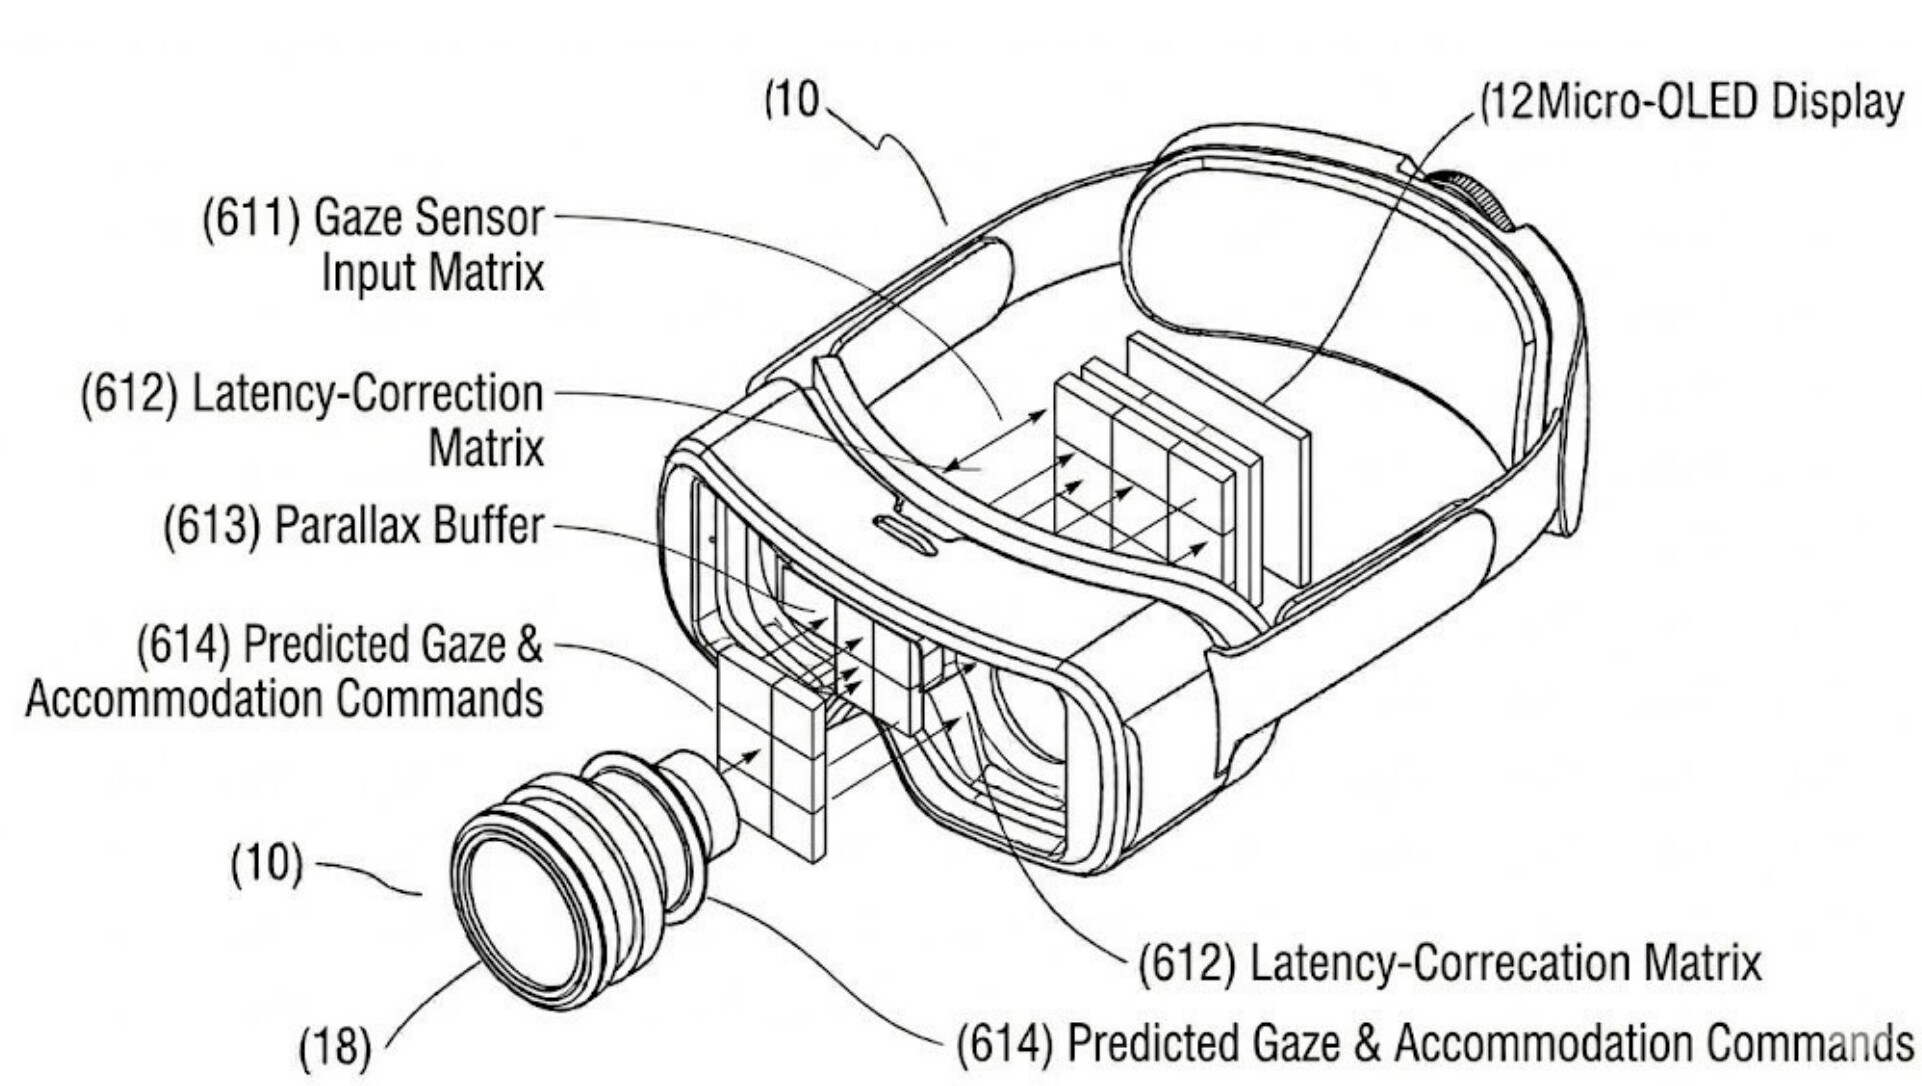 (10
(12Micro-OLED Display
(611) Gaze Sensor
Input Matrix
(612) Latency-Correction
Matrix
(613) Parallax Buffer
(614) Predicted Gaze &
Accommodation Commands
(10)
(18)
(612) Latency-Correcation Matrix
(614) Predicted Gaze & Accommodation Commands